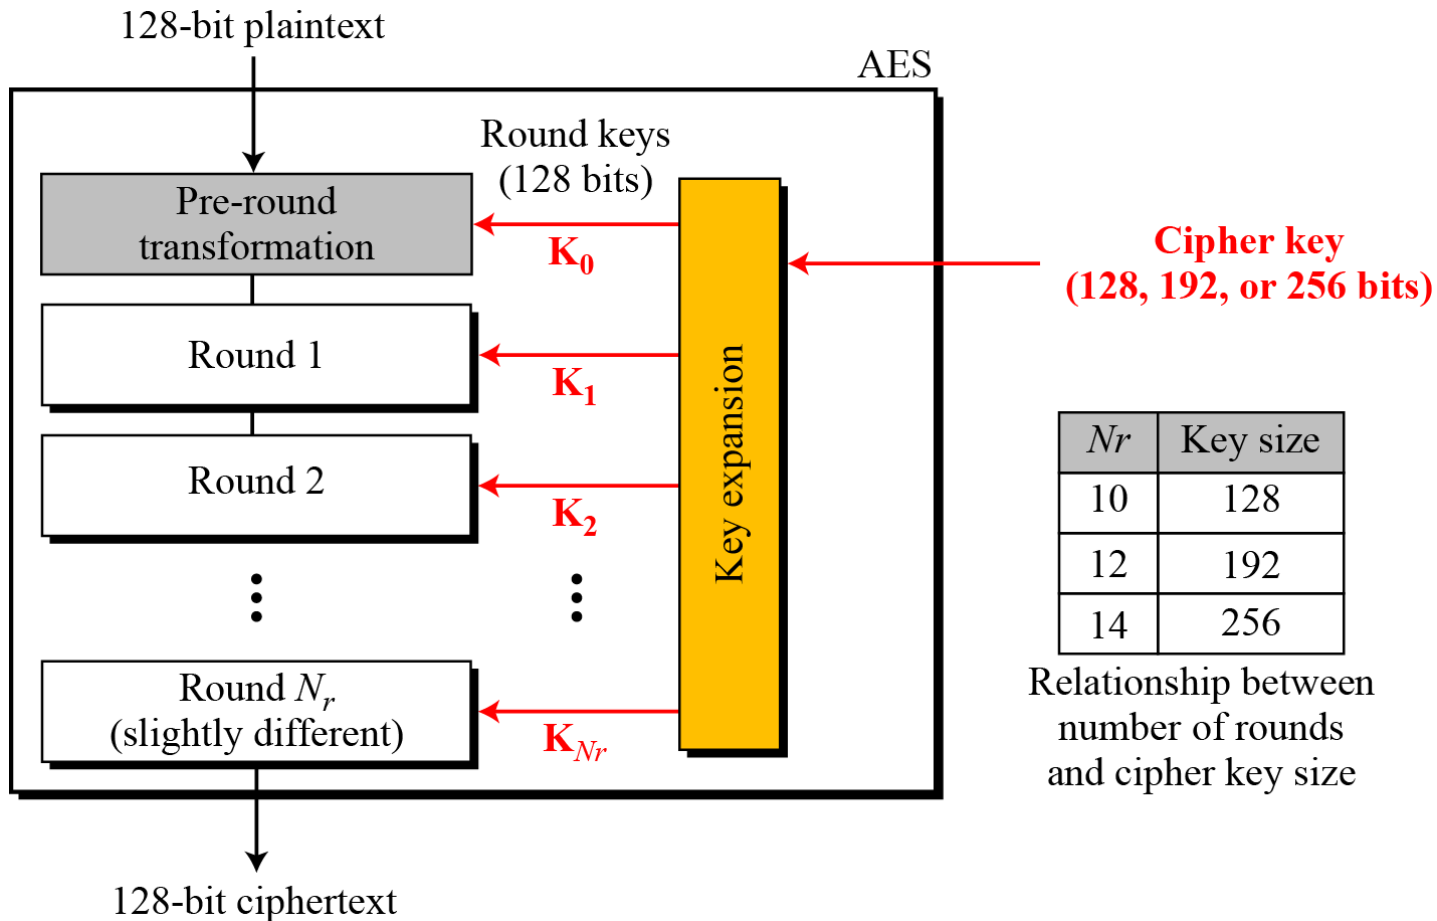 128-bit plaintext
AES
Round keys
(128 bits)
Pre-round
transformation
K0
Cipher key
(128, 192, or 256 bits)
Round 1
K1
Key expansion
Round 2
K2
Nr Key size
10 128
12 192
14 256
Relationship between
number of rounds
and cipher key size
Round Nr
(slightly different)
KNr
128-bit ciphertext